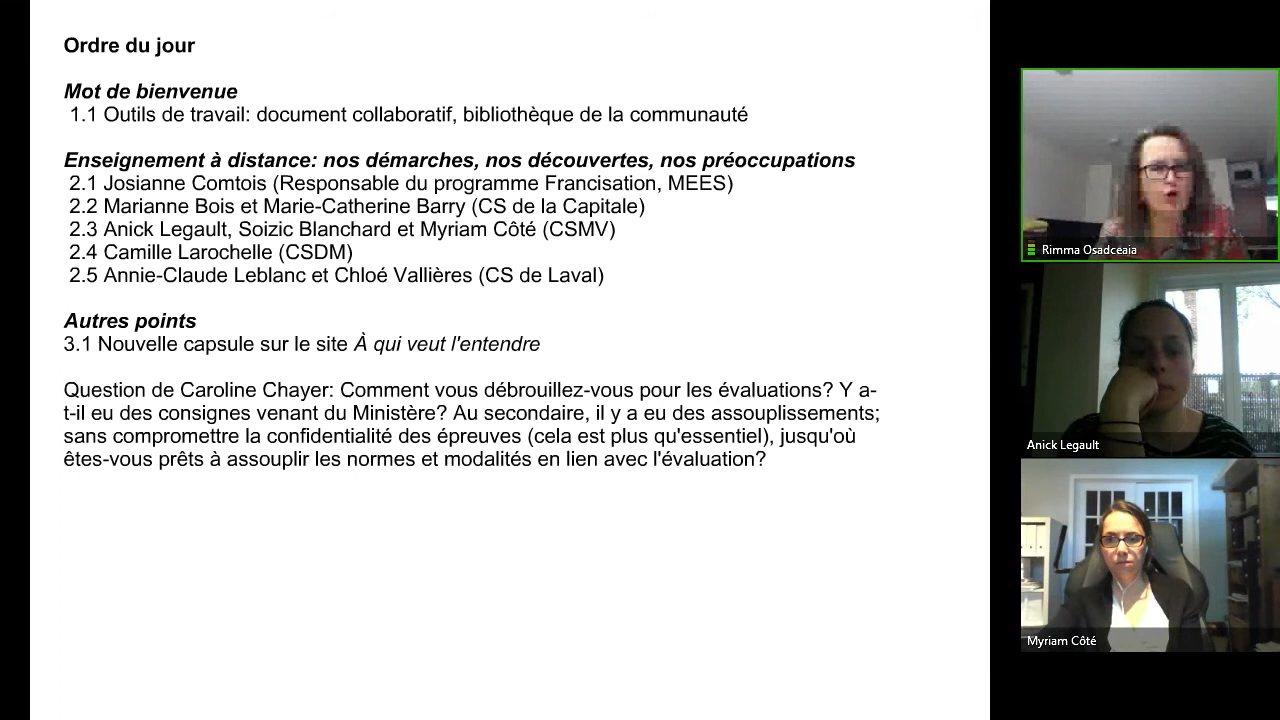 Ordre du jour
Mot de bienvenue
1.1 Outils de travail: document collaboratif, bibliothèque de la communauté
Enseignement à distance: nos démarches, nos découvertes, nos préoccupations
2.1 Josianne Comtois (Responsable du programme Francisation, MEES)
2.2 Marianne Bois et Marie-Catherine Barry (CS de la Capitale)
2.3 Anick Legault, Soizic Blanchard et Myriam Côté (CSMV)
2.4 Camille Larochelle (CSDM)
2.5 Annie-Claude Leblanc et Chloé Vallières (CS de Laval)
Autres points
3.1 Nouvelle capsule sur le site À qui veut l'entendre
Question de Caroline Chayer: Comment vous débrouillez-vous pour les évaluations? Y a-
t-il eu des consignes venant du Ministère? Au secondaire, il y a eu des assouplissements;
sans compromettre la confidentialité des épreuves (cela est plus qu'essentiel), jusqu'où
êtes-vous prêts à assouplir les normes et modalités en lien avec l'évaluation?
Rimma Osadceaia
Anick Legault
Myriam Côté